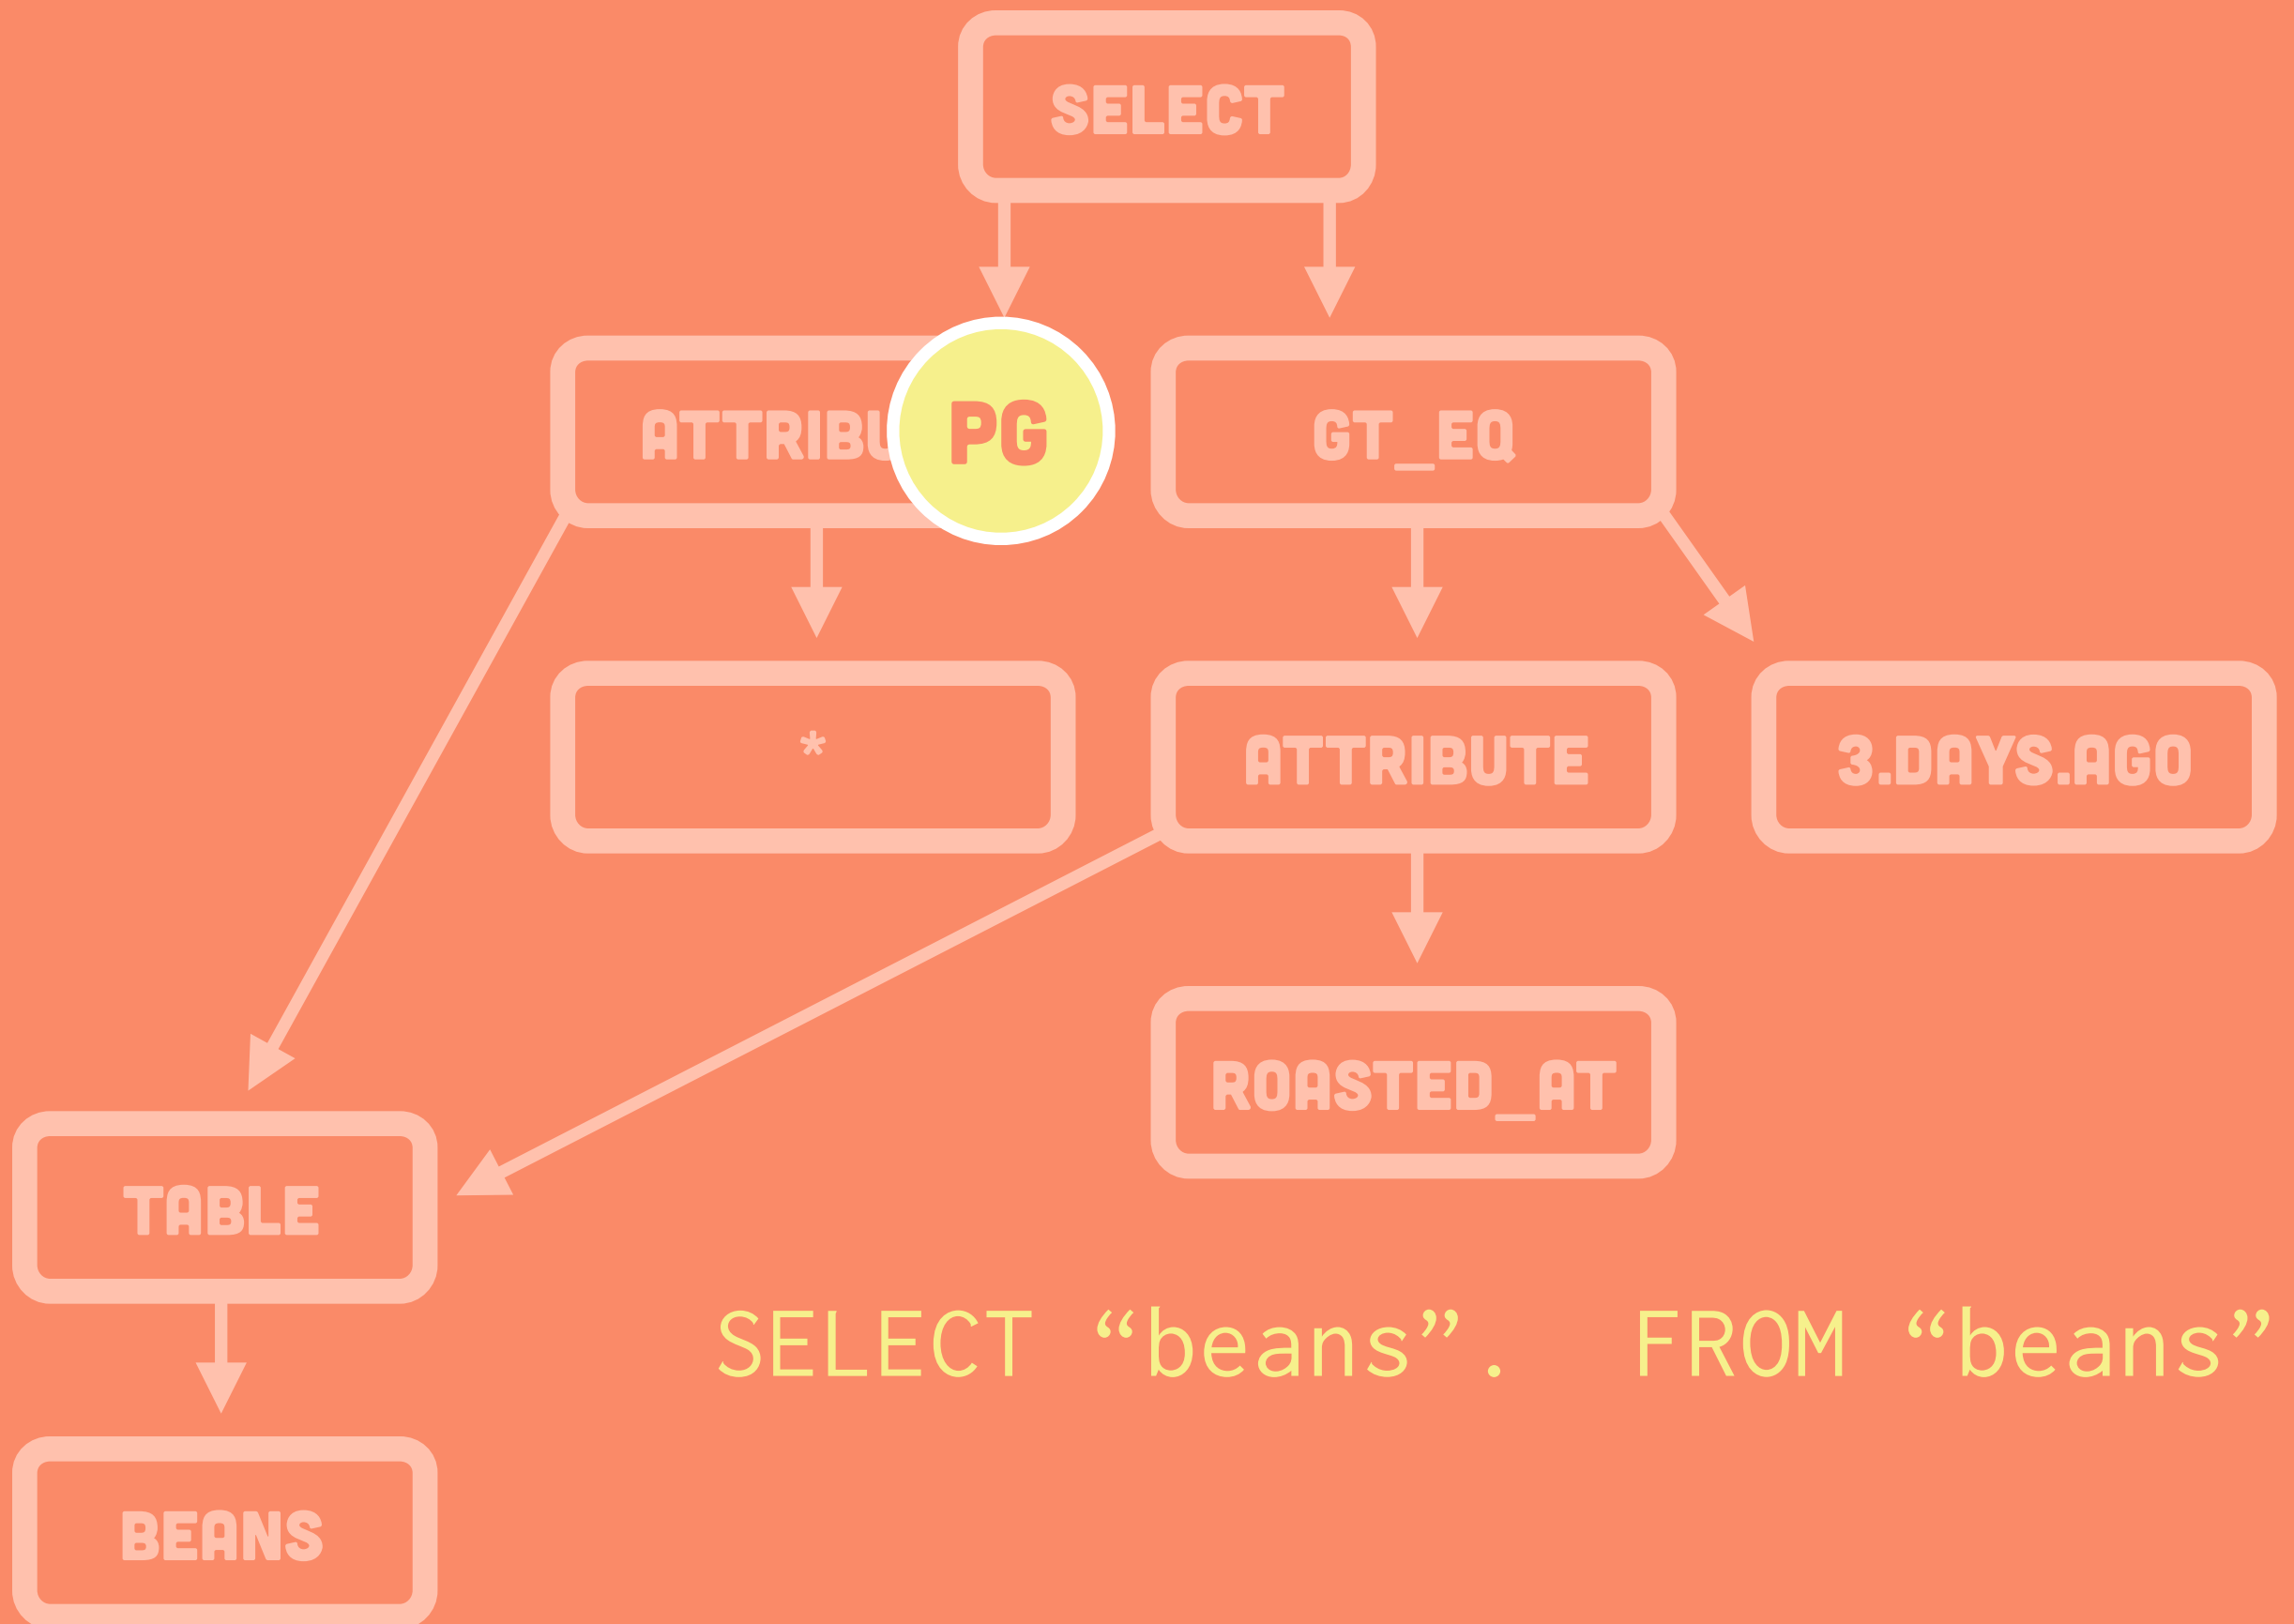 SELECT
ATTRIBU
PG
GT_EQ
*
ATTRIBUTE
3.DAYS.AGO
ROASTED_AT
TABLE
SELECT “beans”.  FROM “beans”
BEANS